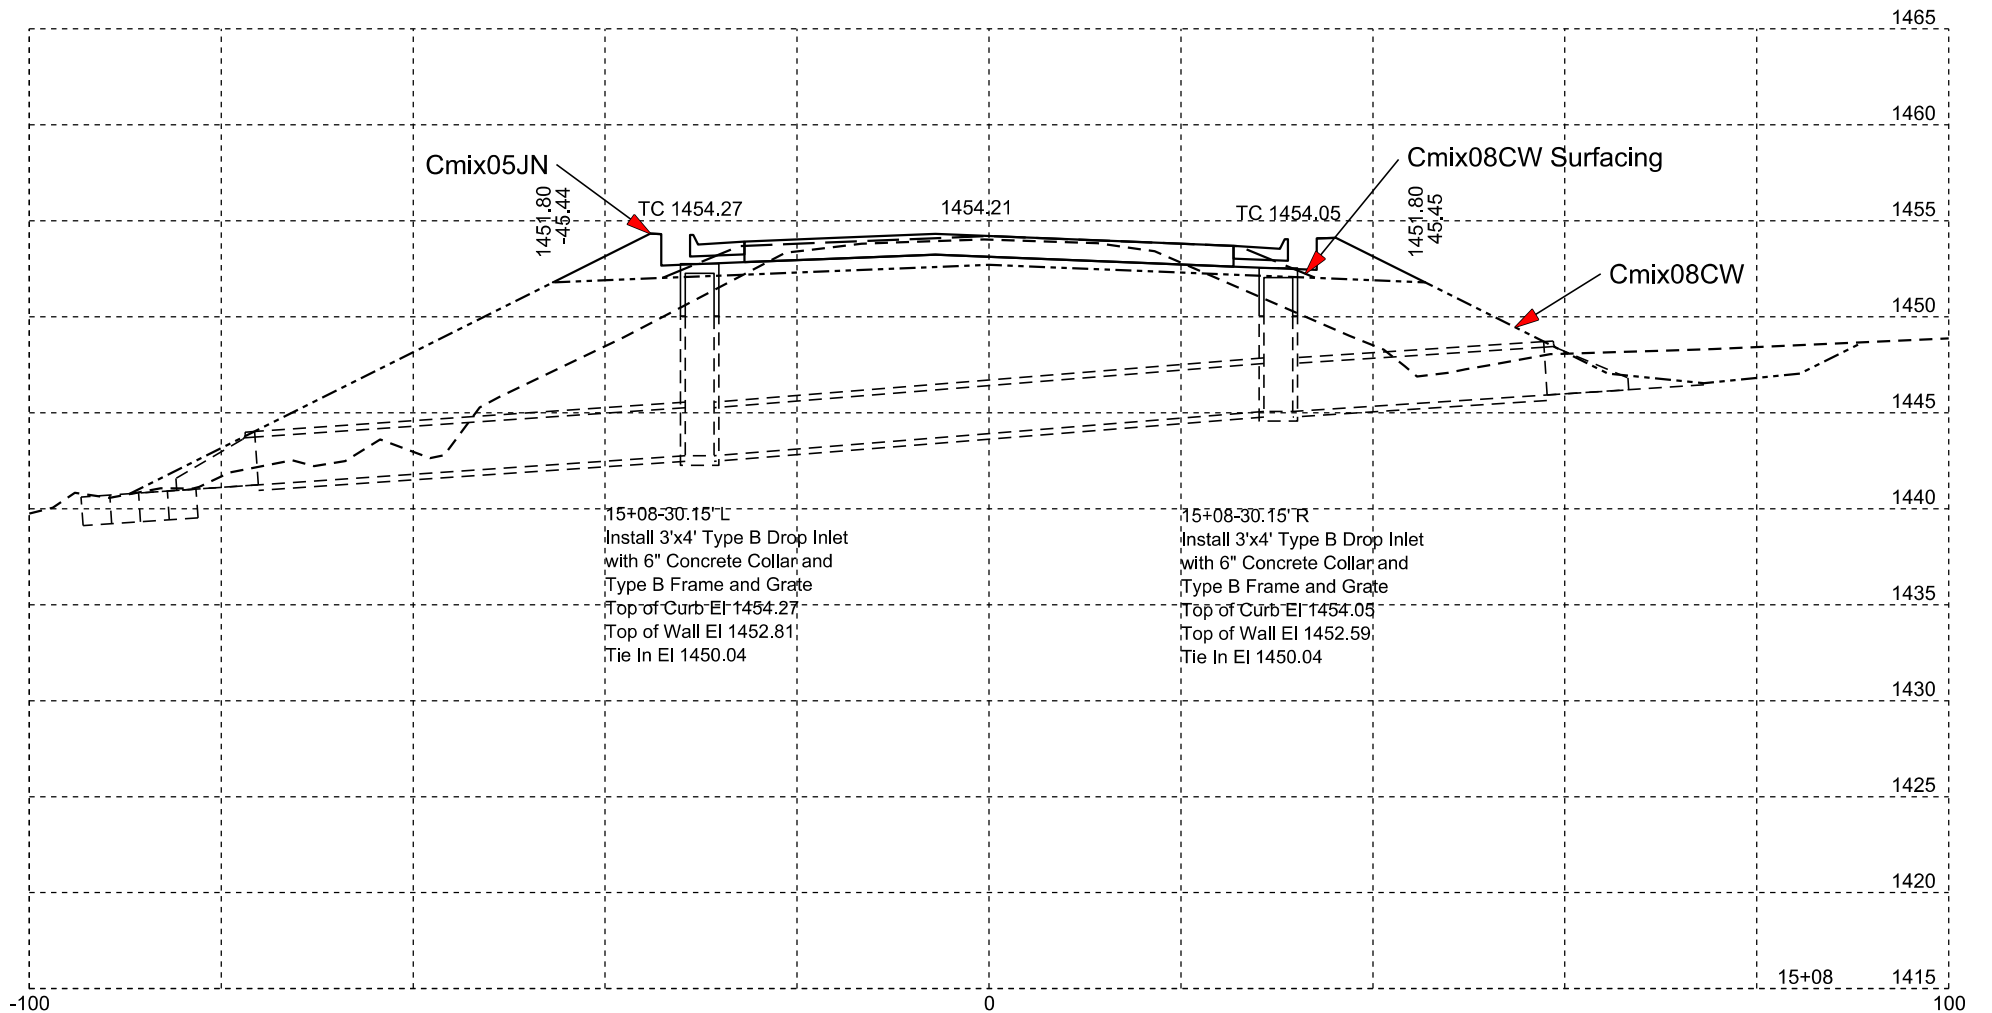 1465
1460
Cmix05JN
Cmix08CW Surfacing
1451.80
-45.44
TC 1454.27
1454.21
TC 1454.05
1451.80
45.45
1455
Cmix08CW
1450
1445
1440
15+08-30.15' L
Install 3'x4' Type B Drop Inlet
with 6" Concrete Collar and
Type B Frame and Grate
Top of Curb El 1454.27
Top of Wall El 1452.81
Tie In El 1450.04
15+08-30.15' R
Install 3'x4' Type B Drop Inlet
with 6" Concrete Collar and
Type B Frame and Grate
Top of Curb El 1454.05
Top of Wall El 1452.59
Tie In El 1450.04
1435
1430
1425
1420
15+08
1415
-100
0
100